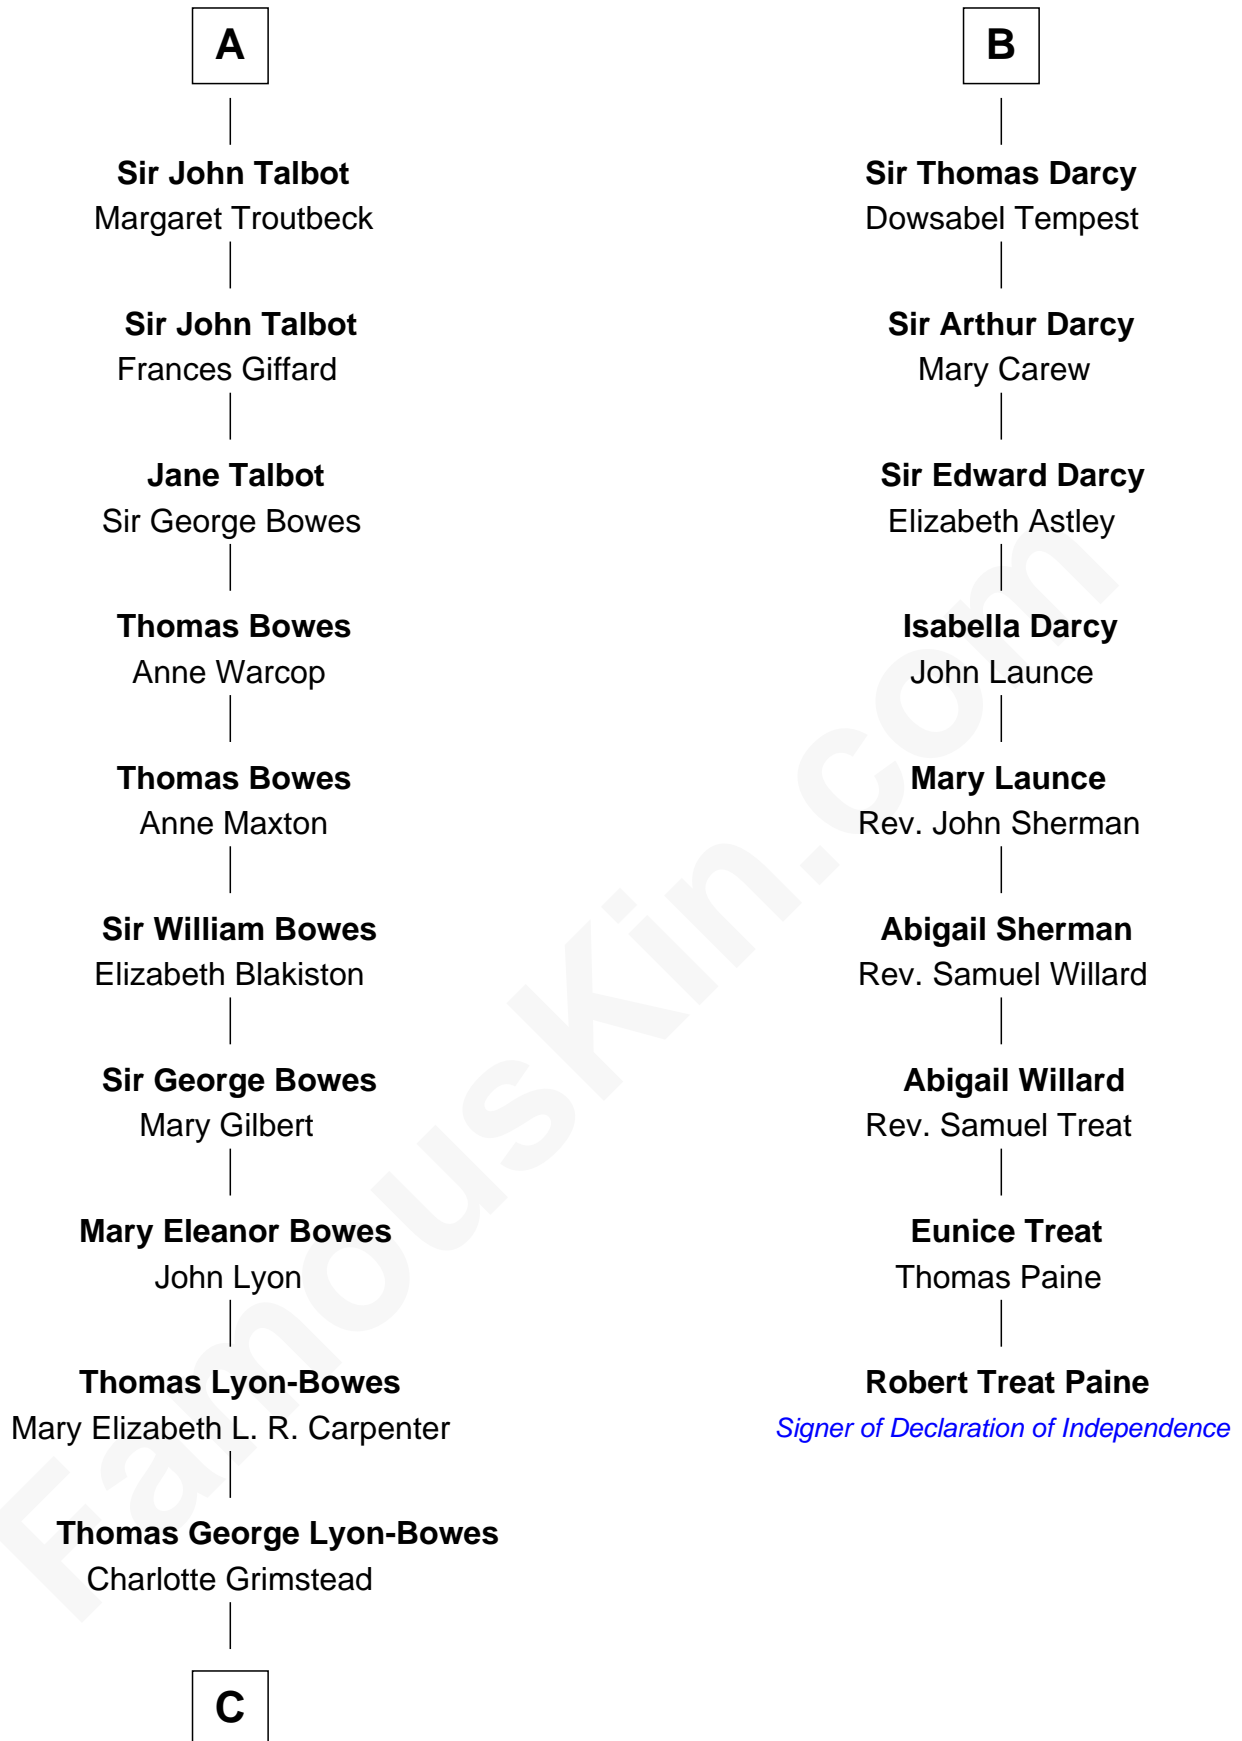 A
Sir John Talbot
Margaret Troutbeck
Sir John Talbot
Frances Giffard
Jane Talbot
Sir George Bowes
Thomas Bowes
Anne Warcop
Thomas Bowes
Anne Maxton
Sir William Bowes
Elizabeth Blakiston
Sir George Bowes
Mary Gilbert
Mary Eleanor Bowes
John Lyon
Thomas Lyon-Bowes
Mary Elizabeth L. R. Carpenter
Thomas George Lyon-Bowes
Charlotte Grimstead
C
B
Sir Thomas Darcy
Dowsabel Tempest
Sir Arthur Darcy
Mary Carew
Sir Edward Darcy
Elizabeth Astley
Isabella Darcy
John Launce
Mary Launce
Rev. John Sherman
Abigail Sherman
Rev. Samuel Willard
Abigail Willard
Rev. Samuel Treat
Eunice Treat
Thomas Paine
Robert Treat Paine
Signer of Declaration of Independence
FamousKin.com